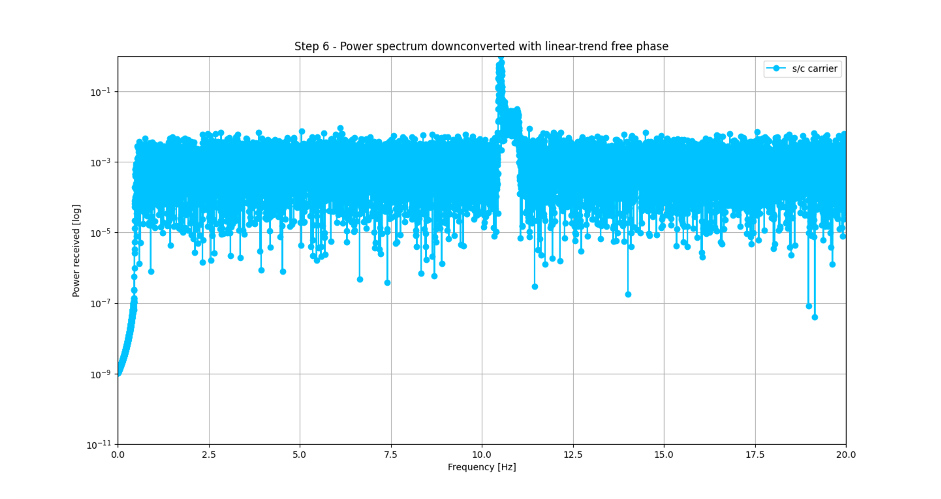 Step 6 - Power spectrum downconverted with linear-trend free phase
s/c carrier
Power received [log]
10⁻¹
10⁻³
10⁻⁵
10⁻⁷
10⁻⁹
10⁻¹¹
0.0 2.5 5.0 7.5 10.0 12.5 15.0 17.5 20.0
Frequency [Hz]